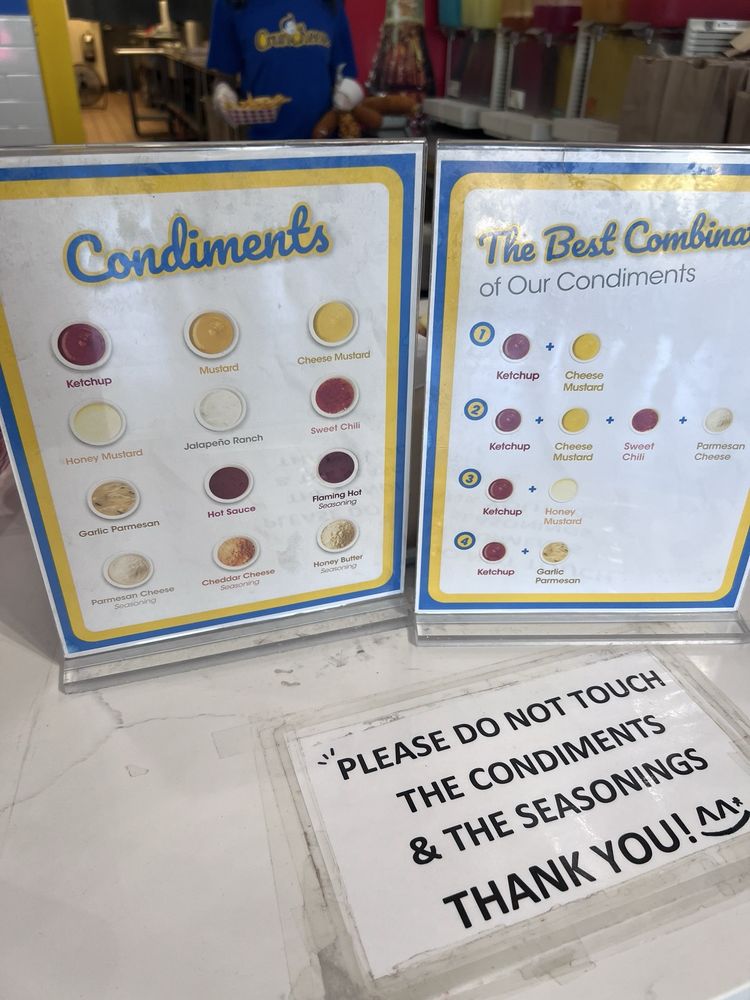 CrunCheese
Condiments
Ketchup
Mustard
Cheese Mustard
Honey Mustard
Jalapeño Ranch
Sweet Chili
Garlic Parmesan
Hot Sauce
Flaming Hot
Seasoning
Parmesan Cheese
Seasoning
Cheddar Cheese
Seasoning
Honey Butter
Seasoning
The Best Combina
of Our Condiments
1
Ketchup
+
Cheese
Mustard
2
Ketchup
+
Cheese
Mustard
+
Sweet
Chili
+
Parmesan
Cheese
3
Ketchup
+
Honey
Mustard
4
Ketchup
+
Garlic
Parmesan
PLEASE DO NOT TOUCH
THE CONDIMENTS
& THE SEASONINGS
THANK YOU!